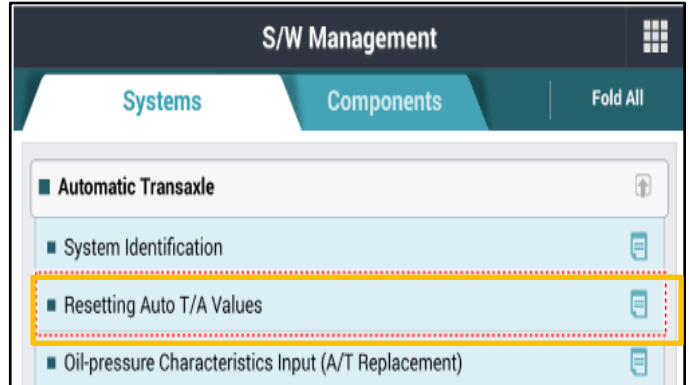 S/W Management
Systems
Components
Fold All
Automatic Transaxle
System Identification
Resetting Auto T/A Values
Oil-pressure Characteristics Input (A/T Replacement)